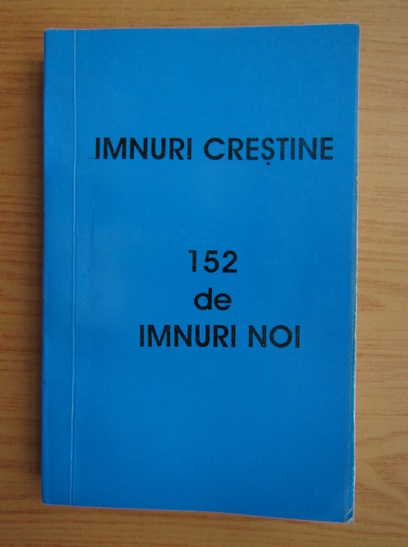 IMNURI CREȘTINE
152
de
IMNURI NOI